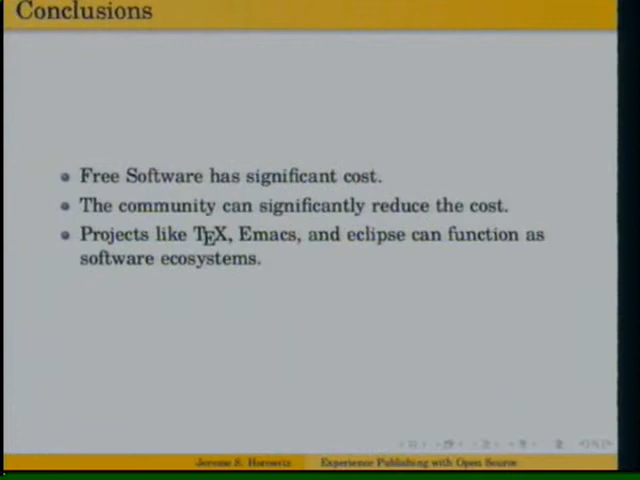 Conclusions
Free Software has significant cost.
The community can significantly reduce the cost.
Projects like TEX, Emacs, and eclipse can function as
software ecosystems.
Jerome S. Horowitz Experience Publishing with Open Source